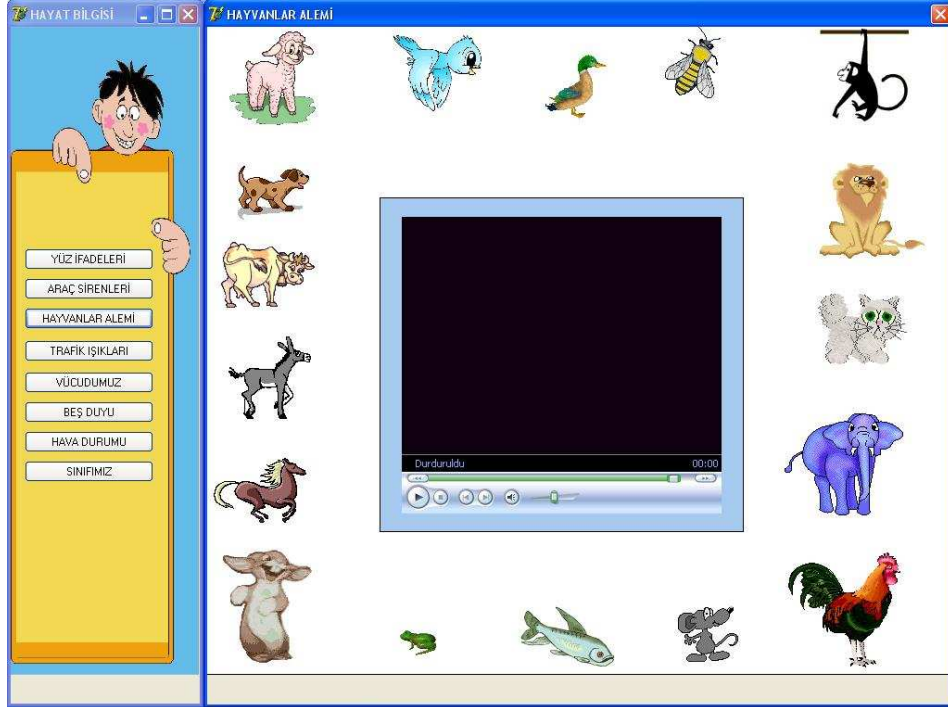 HAYAT BİLGİSİ
HAYVANLAR ALEMİ
YÜZ İFADELERİ
ARAÇ SİRENLERİ
HAYVANLAR ALEMİ
TRAFİK IŞIKLARI
VÜCUDUMUZ
BEŞ DUYU
HAVA DURUMU
SINIFIMIZ
Durduruldu 00:00